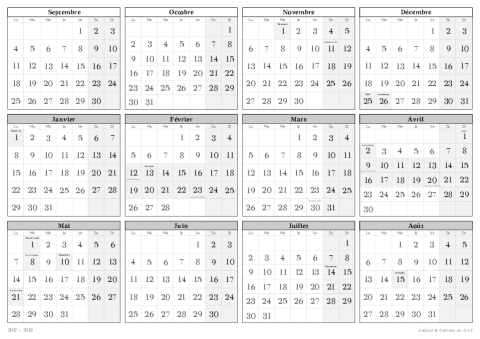 Septembre
Lu Ma Me Je Ve Sa Di
1 2 3
4 5 6 7 8 9 10
11 12 13 14 15 16 17
18 19 20 21 22 23 24
25 26 27 28 29 30
Octobre
Lu Ma Me Je Ve Sa Di
1
2 3 4 5 6 7 8
9 10 11 12 13 14 15
16 17 18 19 20 21 22
23 24 25 26 27 28 29
30 31
Novembre
Lu Ma Me Je Ve Sa Di
1 2 3 4 5
6 7 8 9 10 11 12
13 14 15 16 17 18 19
20 21 22 23 24 25 26
27 28 29 30
Décembre
Lu Ma Me Je Ve Sa Di
1 2 3
4 5 6 7 8 9 10
11 12 13 14 15 16 17
18 19 20 21 22 23 24
25 26 27 28 29 30 31
Janvier
Lu Ma Me Je Ve Sa Di
1 2 3 4 5 6 7
8 9 10 11 12 13 14
15 16 17 18 19 20 21
22 23 24 25 26 27 28
29 30 31
Février
Lu Ma Me Je Ve Sa Di
1 2 3 4
5 6 7 8 9 10 11
12 13 14 15 16 17 18
19 20 21 22 23 24 25
26 27 28
Mars
Lu Ma Me Je Ve Sa Di
1 2 3 4
5 6 7 8 9 10 11
12 13 14 15 16 17 18
19 20 21 22 23 24 25
26 27 28 29 30 31
Avril
Lu Ma Me Je Ve Sa Di
1
2 3 4 5 6 7 8
9 10 11 12 13 14 15
16 17 18 19 20 21 22
23 24 25 26 27 28 29
30
Mai
Lu Ma Me Je Ve Sa Di
1 2 3 4 5 6
7 8 9 10 11 12 13
14 15 16 17 18 19 20
21 22 23 24 25 26 27
28 29 30 31
Juin
Lu Ma Me Je Ve Sa Di
1 2 3
4 5 6 7 8 9 10
11 12 13 14 15 16 17
18 19 20 21 22 23 24
25 26 27 28 29 30
Juillet
Lu Ma Me Je Ve Sa Di
1
2 3 4 5 6 7 8
9 10 11 12 13 14 15
16 17 18 19 20 21 22
23 24 25 26 27 28 29
30 31
Août
Lu Ma Me Je Ve Sa Di
1 2 3 4 5
6 7 8 9 10 11 12
13 14 15 16 17 18 19
20 21 22 23 24 25 26
27 28 29 30 31
2017 - 2018